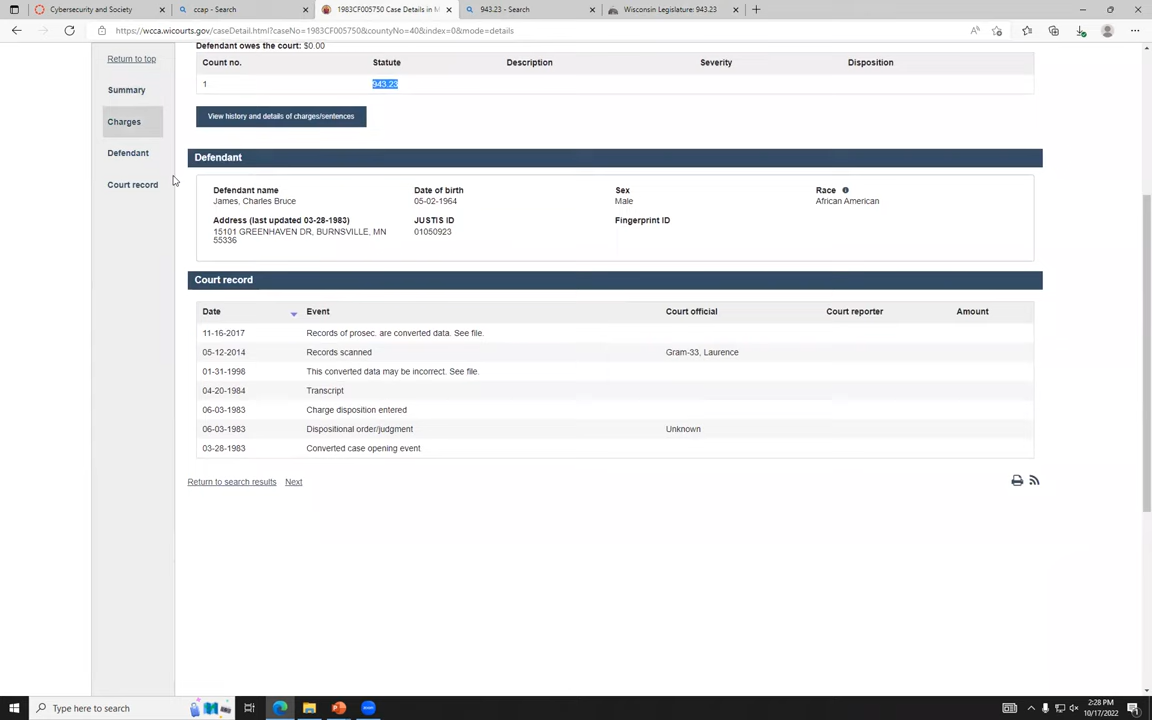 Cybersecurity and Society
ccap - Search
1983CF005750 Case Details in M
943.23 - Search
Wisconsin Legislature: 943.23
https://wcca.wicourts.gov/caseDetail.html?caseNo=1983CF005750&countyNo=40&index=0&mode=details
Return to top
Summary
Charges
Defendant
Court record
Defendant owes the court: $0.00
Count no. Statute Description Severity Disposition
1 943.23
View history and details of charges/sentences
Defendant
Defendant name Date of birth Sex Race
James, Charles Bruce 05-02-1964 Male African American
Address (last updated 03-28-1983) JUSTIS ID Fingerprint ID
15101 GREENHAVEN DR, BURNSVILLE, MN 01050923
55336
Court record
Date Event Court official Court reporter Amount
11-16-2017 Records of prosec. are converted data. See file.
05-12-2014 Records scanned Gram-33, Laurence
01-31-1998 This converted data may be incorrect. See file.
04-20-1984 Transcript
06-03-1983 Charge disposition entered
06-03-1983 Dispositional order/judgment Unknown
03-28-1983 Converted case opening event
Return to search results Next
Type here to search
2:28 PM
10/17/2022